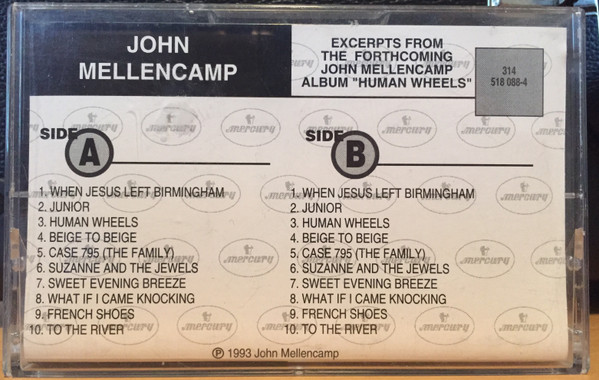 JOHN
MELLENCAMP
EXCERPTS FROM
THE FORTHCOMING
JOHN MELLENCAMP
ALBUM "HUMAN WHEELS"
314
518 088-4
SIDE A
1. WHEN JESUS LEFT BIRMINGHAM
2. JUNIOR
3. HUMAN WHEELS
4. BEIGE TO BEIGE
5. CASE 795 (THE FAMILY)
6. SUZANNE AND THE JEWELS
7. SWEET EVENING BREEZE
8. WHAT IF I CAME KNOCKING
9. FRENCH SHOES
10. TO THE RIVER
SIDE B
1. WHEN JESUS LEFT BIRMINGHAM
2. JUNIOR
3. HUMAN WHEELS
4. BEIGE TO BEIGE
5. CASE 795 (THE FAMILY)
6. SUZANNE AND THE JEWELS
7. SWEET EVENING BREEZE
8. WHAT IF I CAME KNOCKING
9. FRENCH SHOES
10. TO THE RIVER
℗ 1993 John Mellencamp
mercury